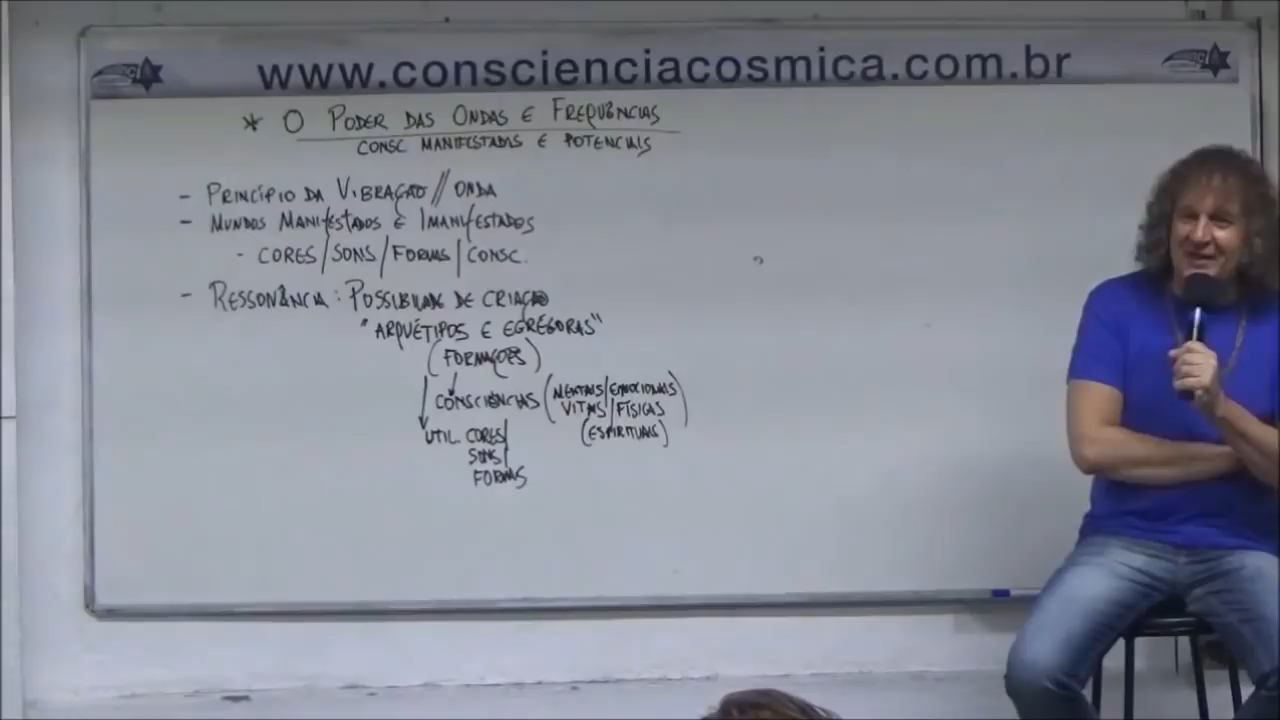 www.conscienciacosmica.com.br
* O PODER DAS ONDAS E FREQUÊNCIAS
CONSC MANIFESTADAS E POTENCIAIS
- PRINCÍPIO DA VIBRAÇÃO // ONDA
- MUNDOS MANIFESTADOS E IMANIFESTADOS
- CORES/SONS/FORMAS/CONSC.
- RESSONÂNCIA: POSSIBILIDADE DE CRIAÇÃO
"ARQUÉTIPOS E EGRÉGORAS"
(FORMAÇÕES)
CONSCIÊNCIAS (MENTAIS/EMOCIONAIS
VITAIS/FÍSICAS)
(ESPIRITUAIS)
UTIL. CORES/
SONS/
FORMAS